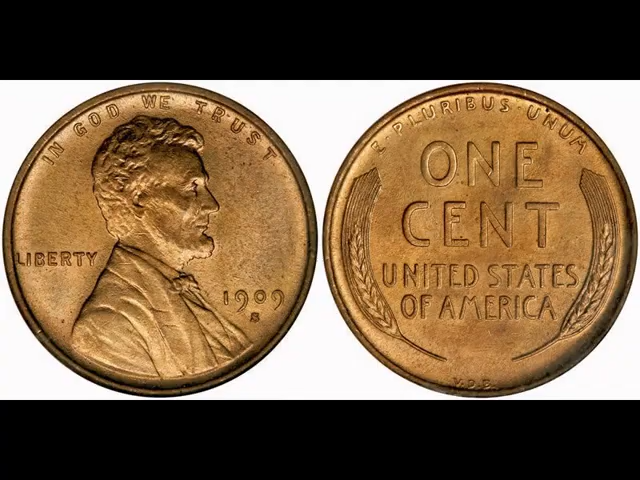 IN GOD WE TRUST
LIBERTY
1909
S
E·PLURIBUS·UNUM
ONE
CENT
UNITED STATES
OF AMERICA
V.D.B.